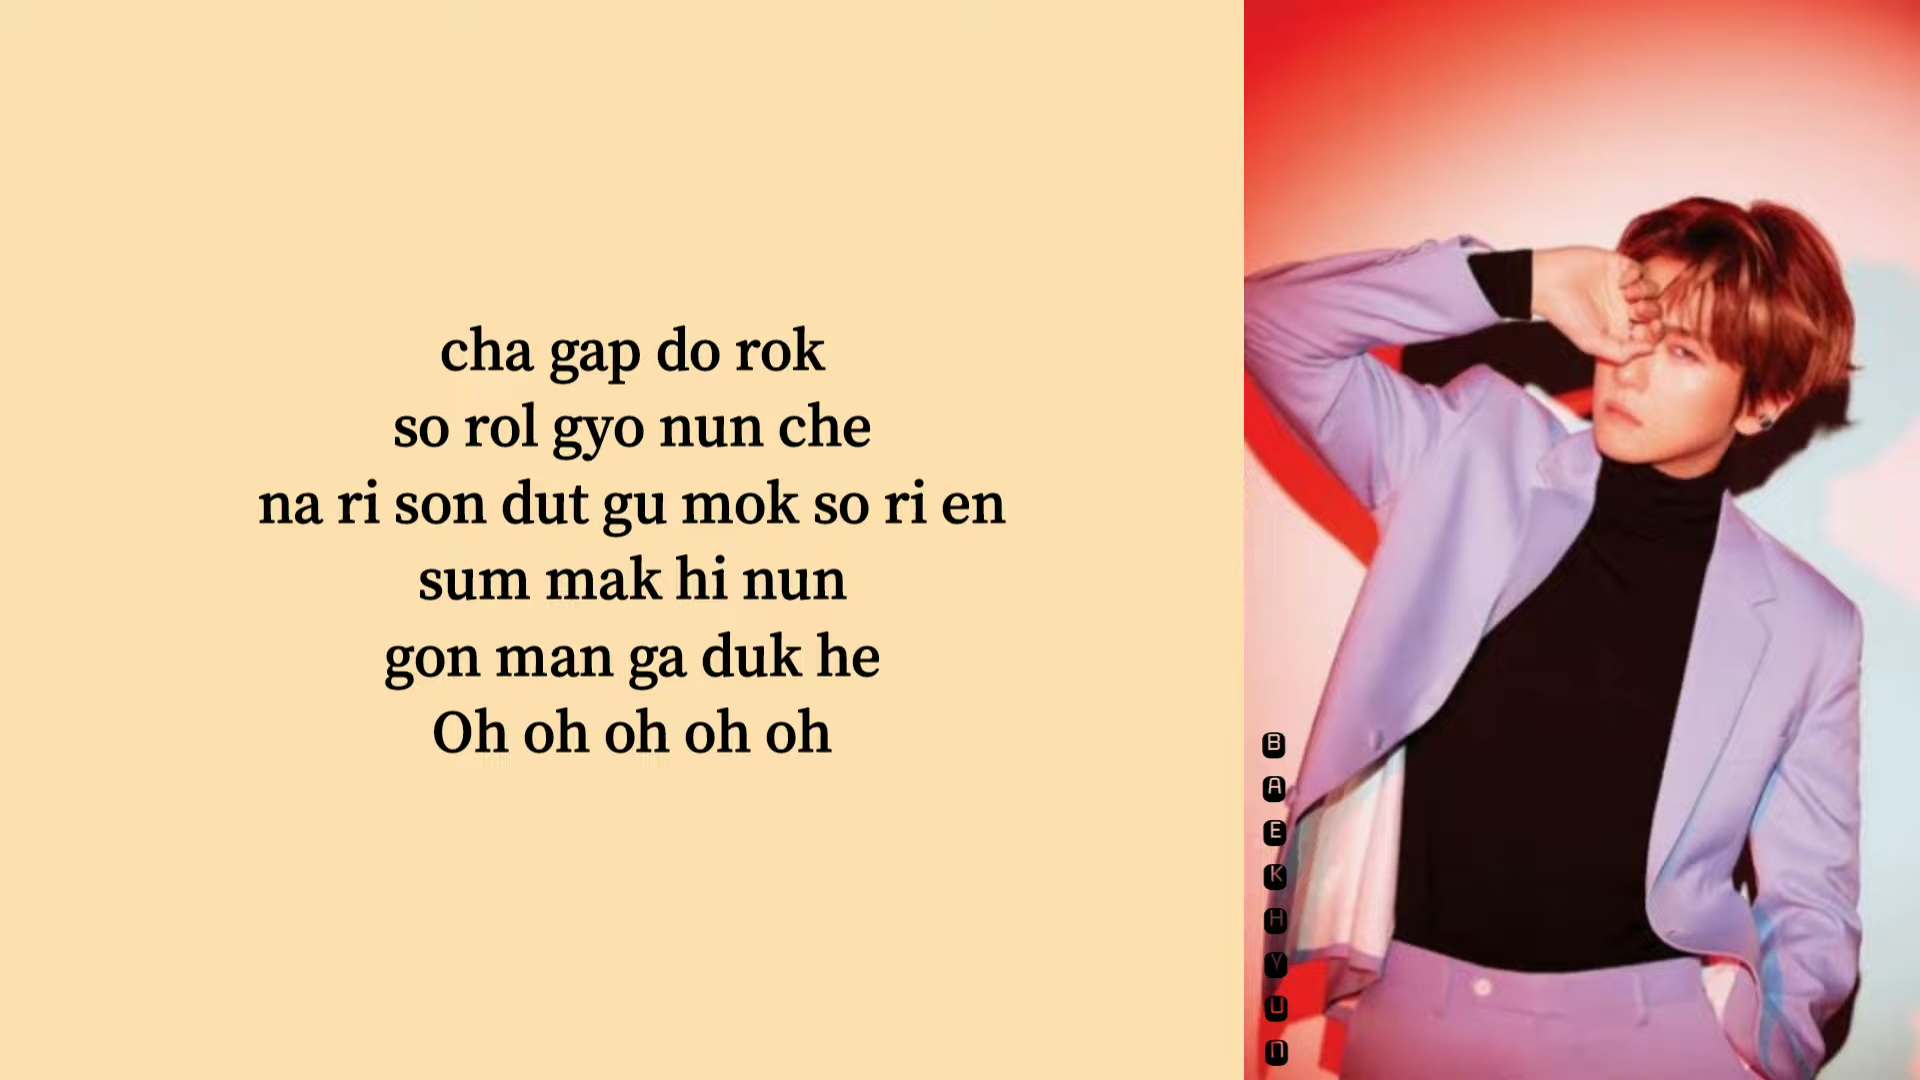 cha gap do rok
so rol gyo nun che
na ri son dut gu mok so ri en
sum mak hi nun
gon man ga duk he
Oh oh oh oh oh
BAEKHYUN